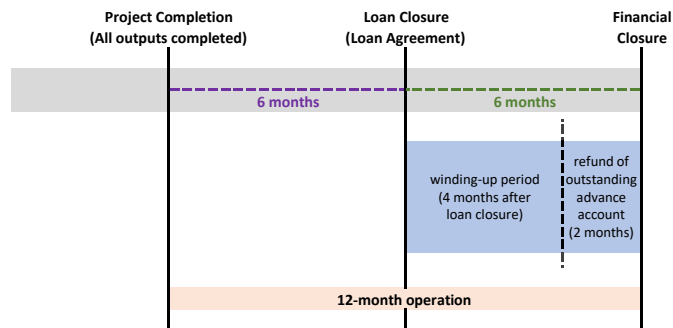 Project Completion
(All outputs completed)
Loan Closure
(Loan Agreement)
Financial
Closure
6 months
6 months
winding-up period
(4 months after
loan closure)
refund of
outstanding
advance
account
(2 months)
12-month operation